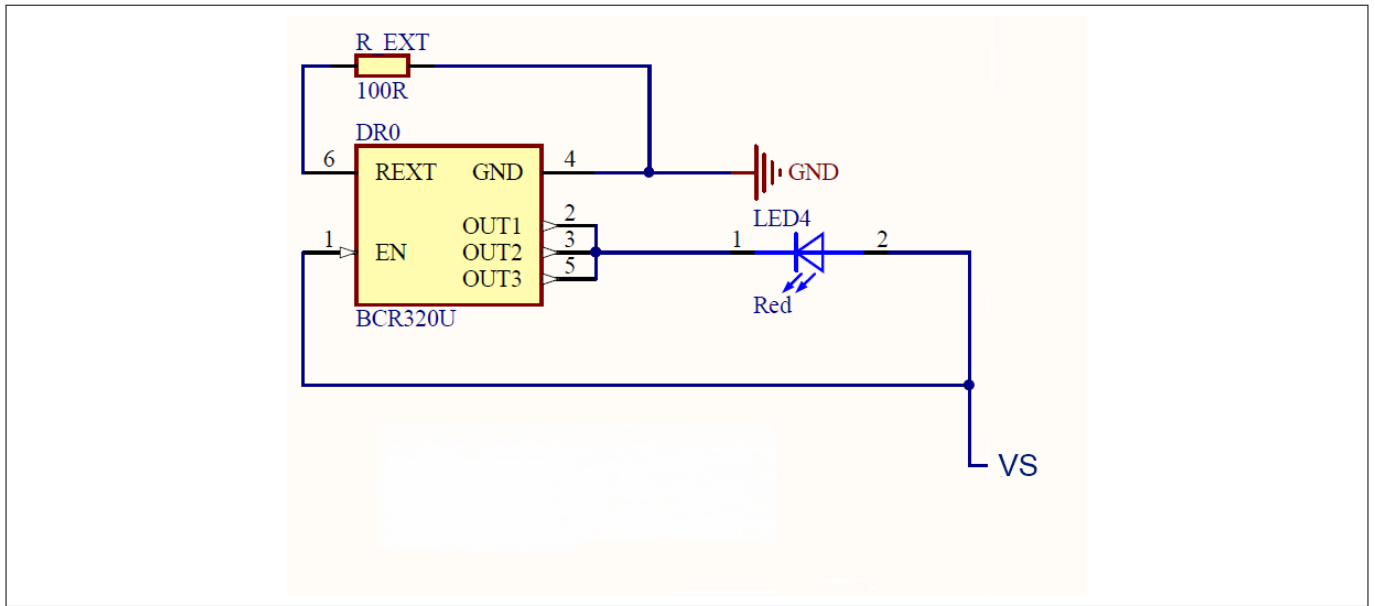 R_EXT
100R
DR0
6 REXT GND 4
GND
OUT1 2
1 EN OUT2 3
OUT3 5
BCR320U
LED4
1 2
Red
VS